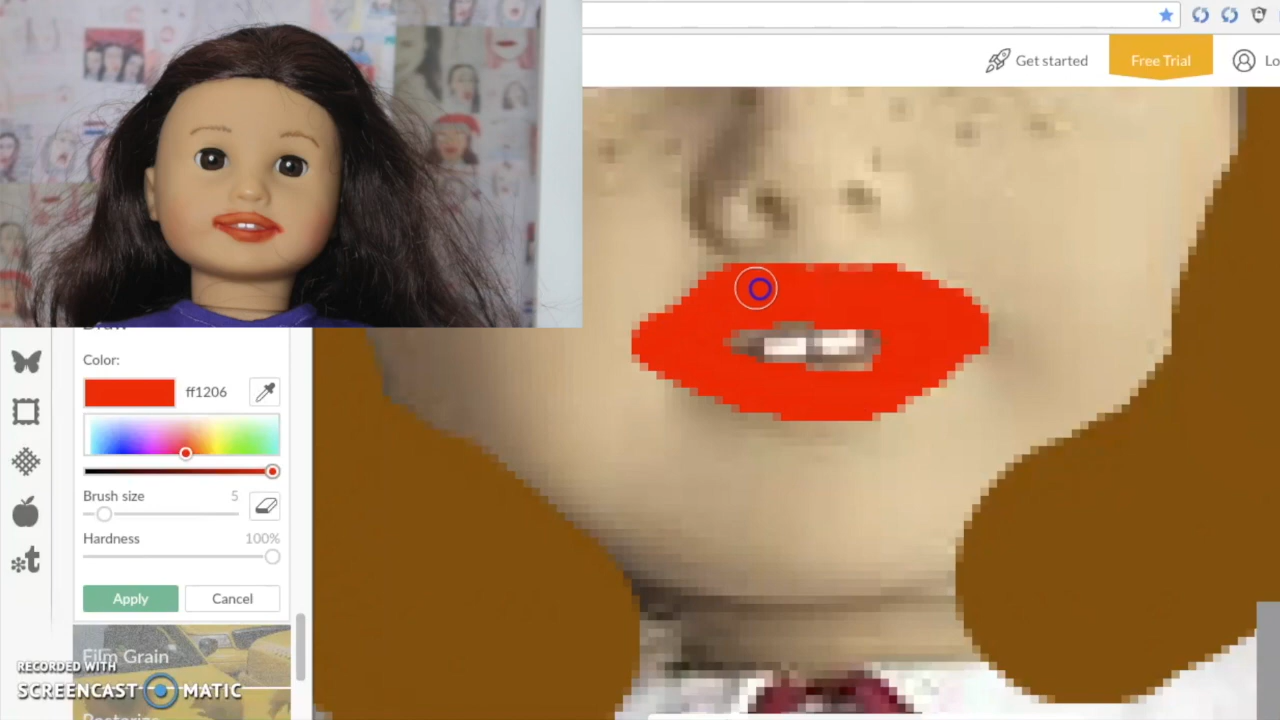 Get started
Free Trial
Lo
Color:
ff1206
Brush size 5
Hardness 100%
Apply Cancel
Film Grain
RECORDED WITH
SCREENCAST MATIC
Posterize